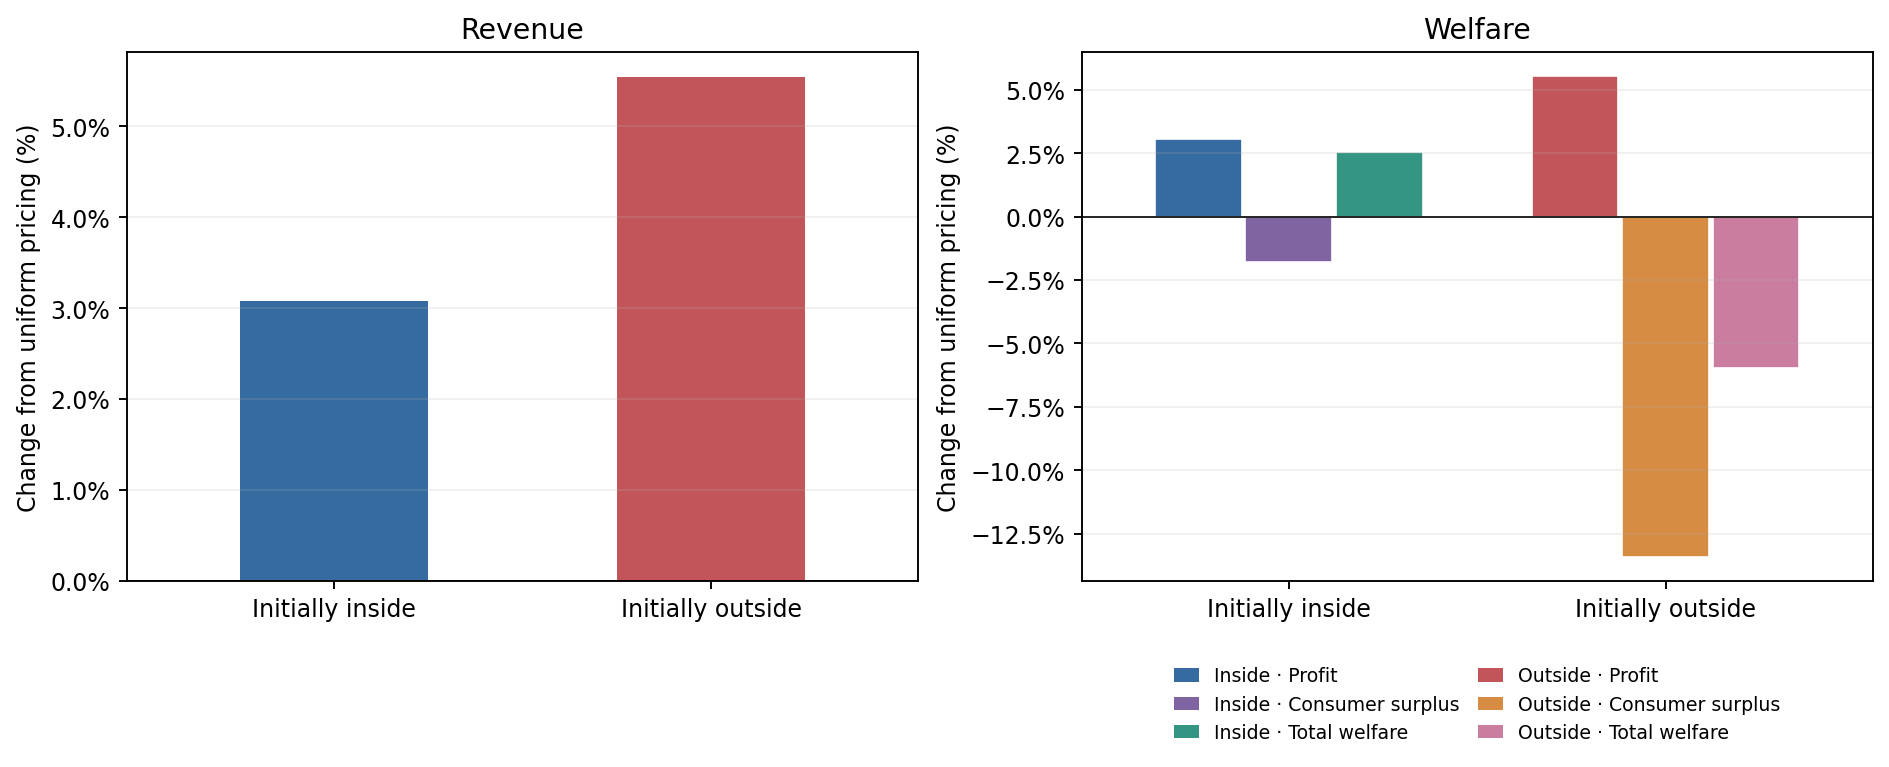 Revenue
Change from uniform pricing (%)
5.0%
4.0%
3.0%
2.0%
1.0%
0.0%
Initially inside
Initially outside
Welfare
Change from uniform pricing (%)
5.0%
2.5%
0.0%
−2.5%
−5.0%
−7.5%
−10.0%
−12.5%
Initially inside
Initially outside
Inside · Profit
Inside · Consumer surplus
Inside · Total welfare
Outside · Profit
Outside · Consumer surplus
Outside · Total welfare